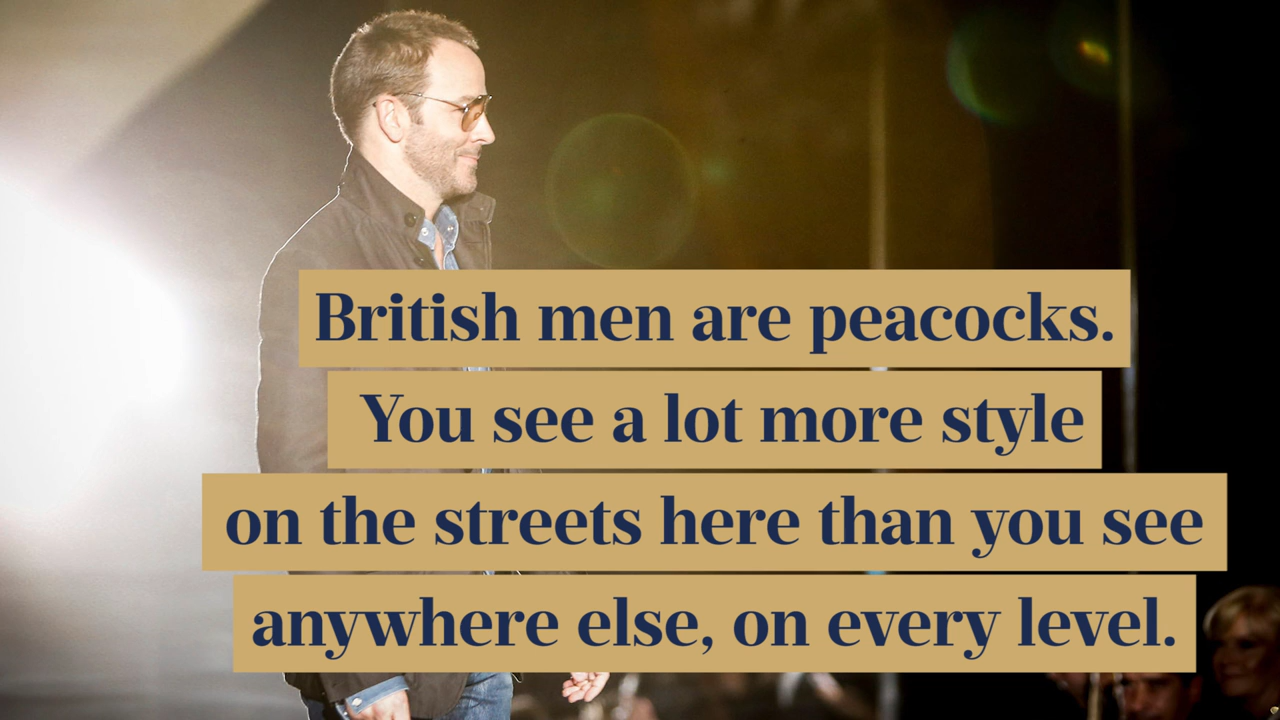 British men are peacocks.
You see a lot more style
on the streets here than you see
anywhere else, on every level.